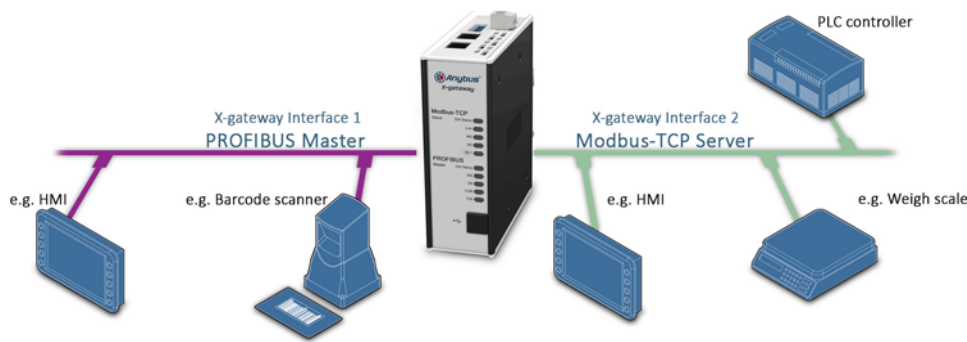 PLC controller
Anybus®
X-gateway
X-gateway Interface 1
PROFIBUS Master
X-gateway Interface 2
Modbus-TCP Server
Modbus-TCP
PROFIBUS
Master
e.g. HMI
e.g. Barcode scanner
e.g. HMI
e.g. Weigh scale